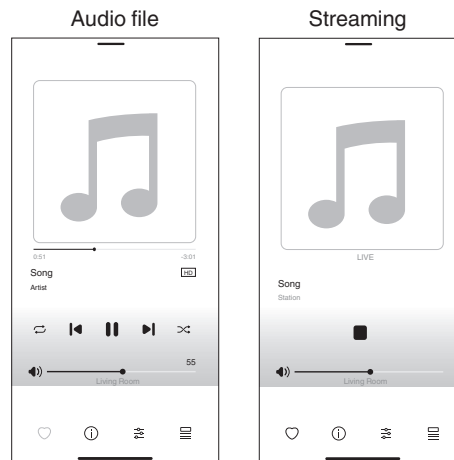 Audio file
Streaming
0:51 -3:01
Song HD
Artist
55
Living Room
LIVE
Song
Station
Living Room